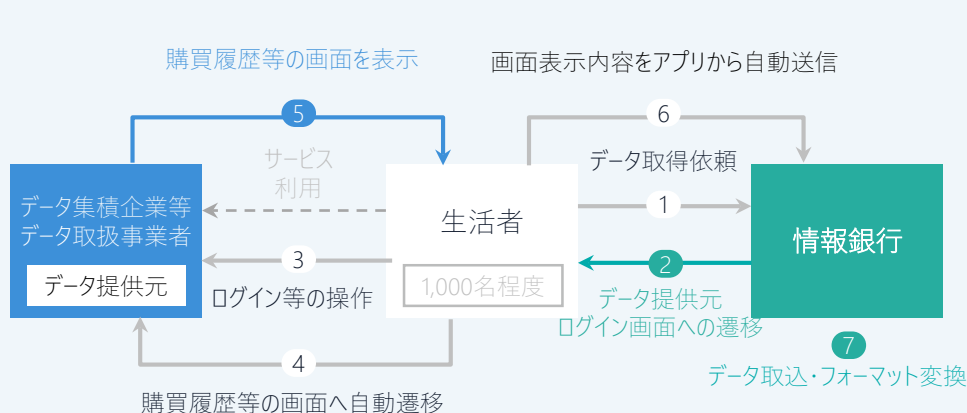 購買履歴等の画面を表示
画面表示内容をアプリから自動送信
5
6
サービス
利用
データ取得依頼
データ集積企業等
データ取扱事業者
データ提供元
生活者
1,000名程度
1
情報銀行
3
ログイン等の操作
2
データ提供元
ログイン画面への遷移
4
購買履歴等の画面へ自動遷移
7
データ取込・フォーマット変換